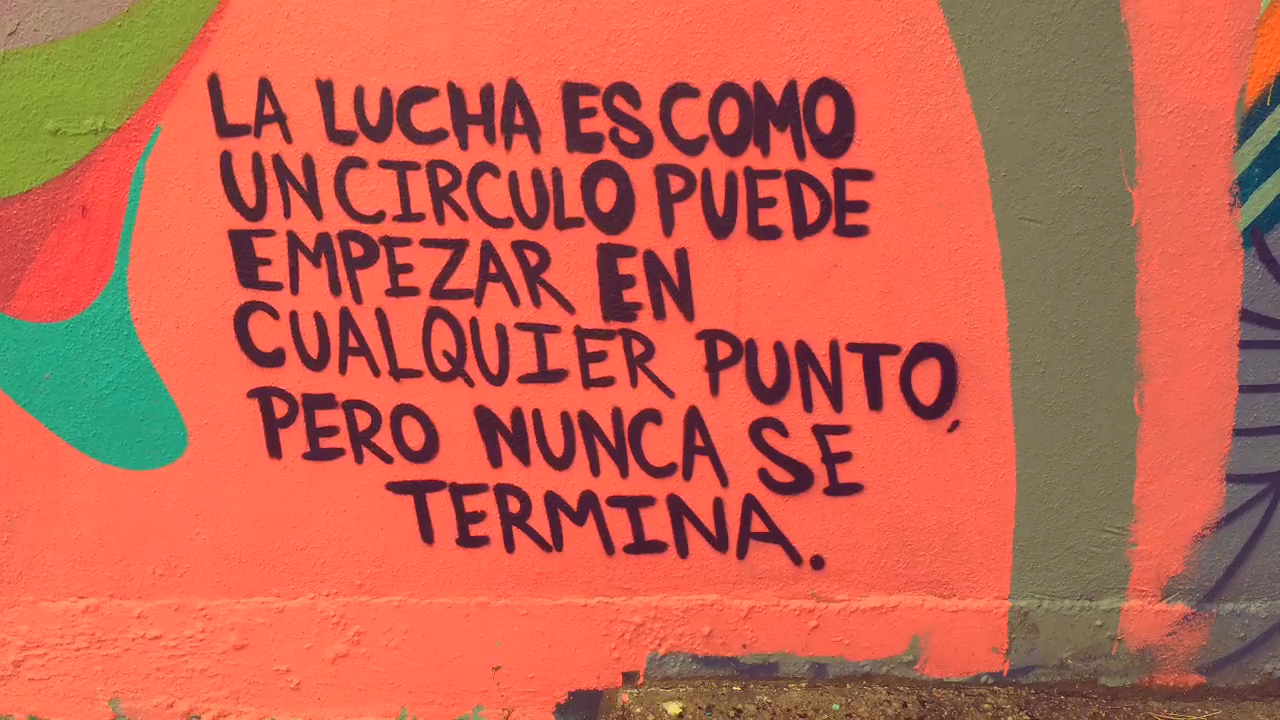 LA LUCHA ES COMO
UN CIRCULO PUEDE
EMPEZAR EN
CUALQUIER PUNTO,
PERO NUNCA SE
TERMINA.